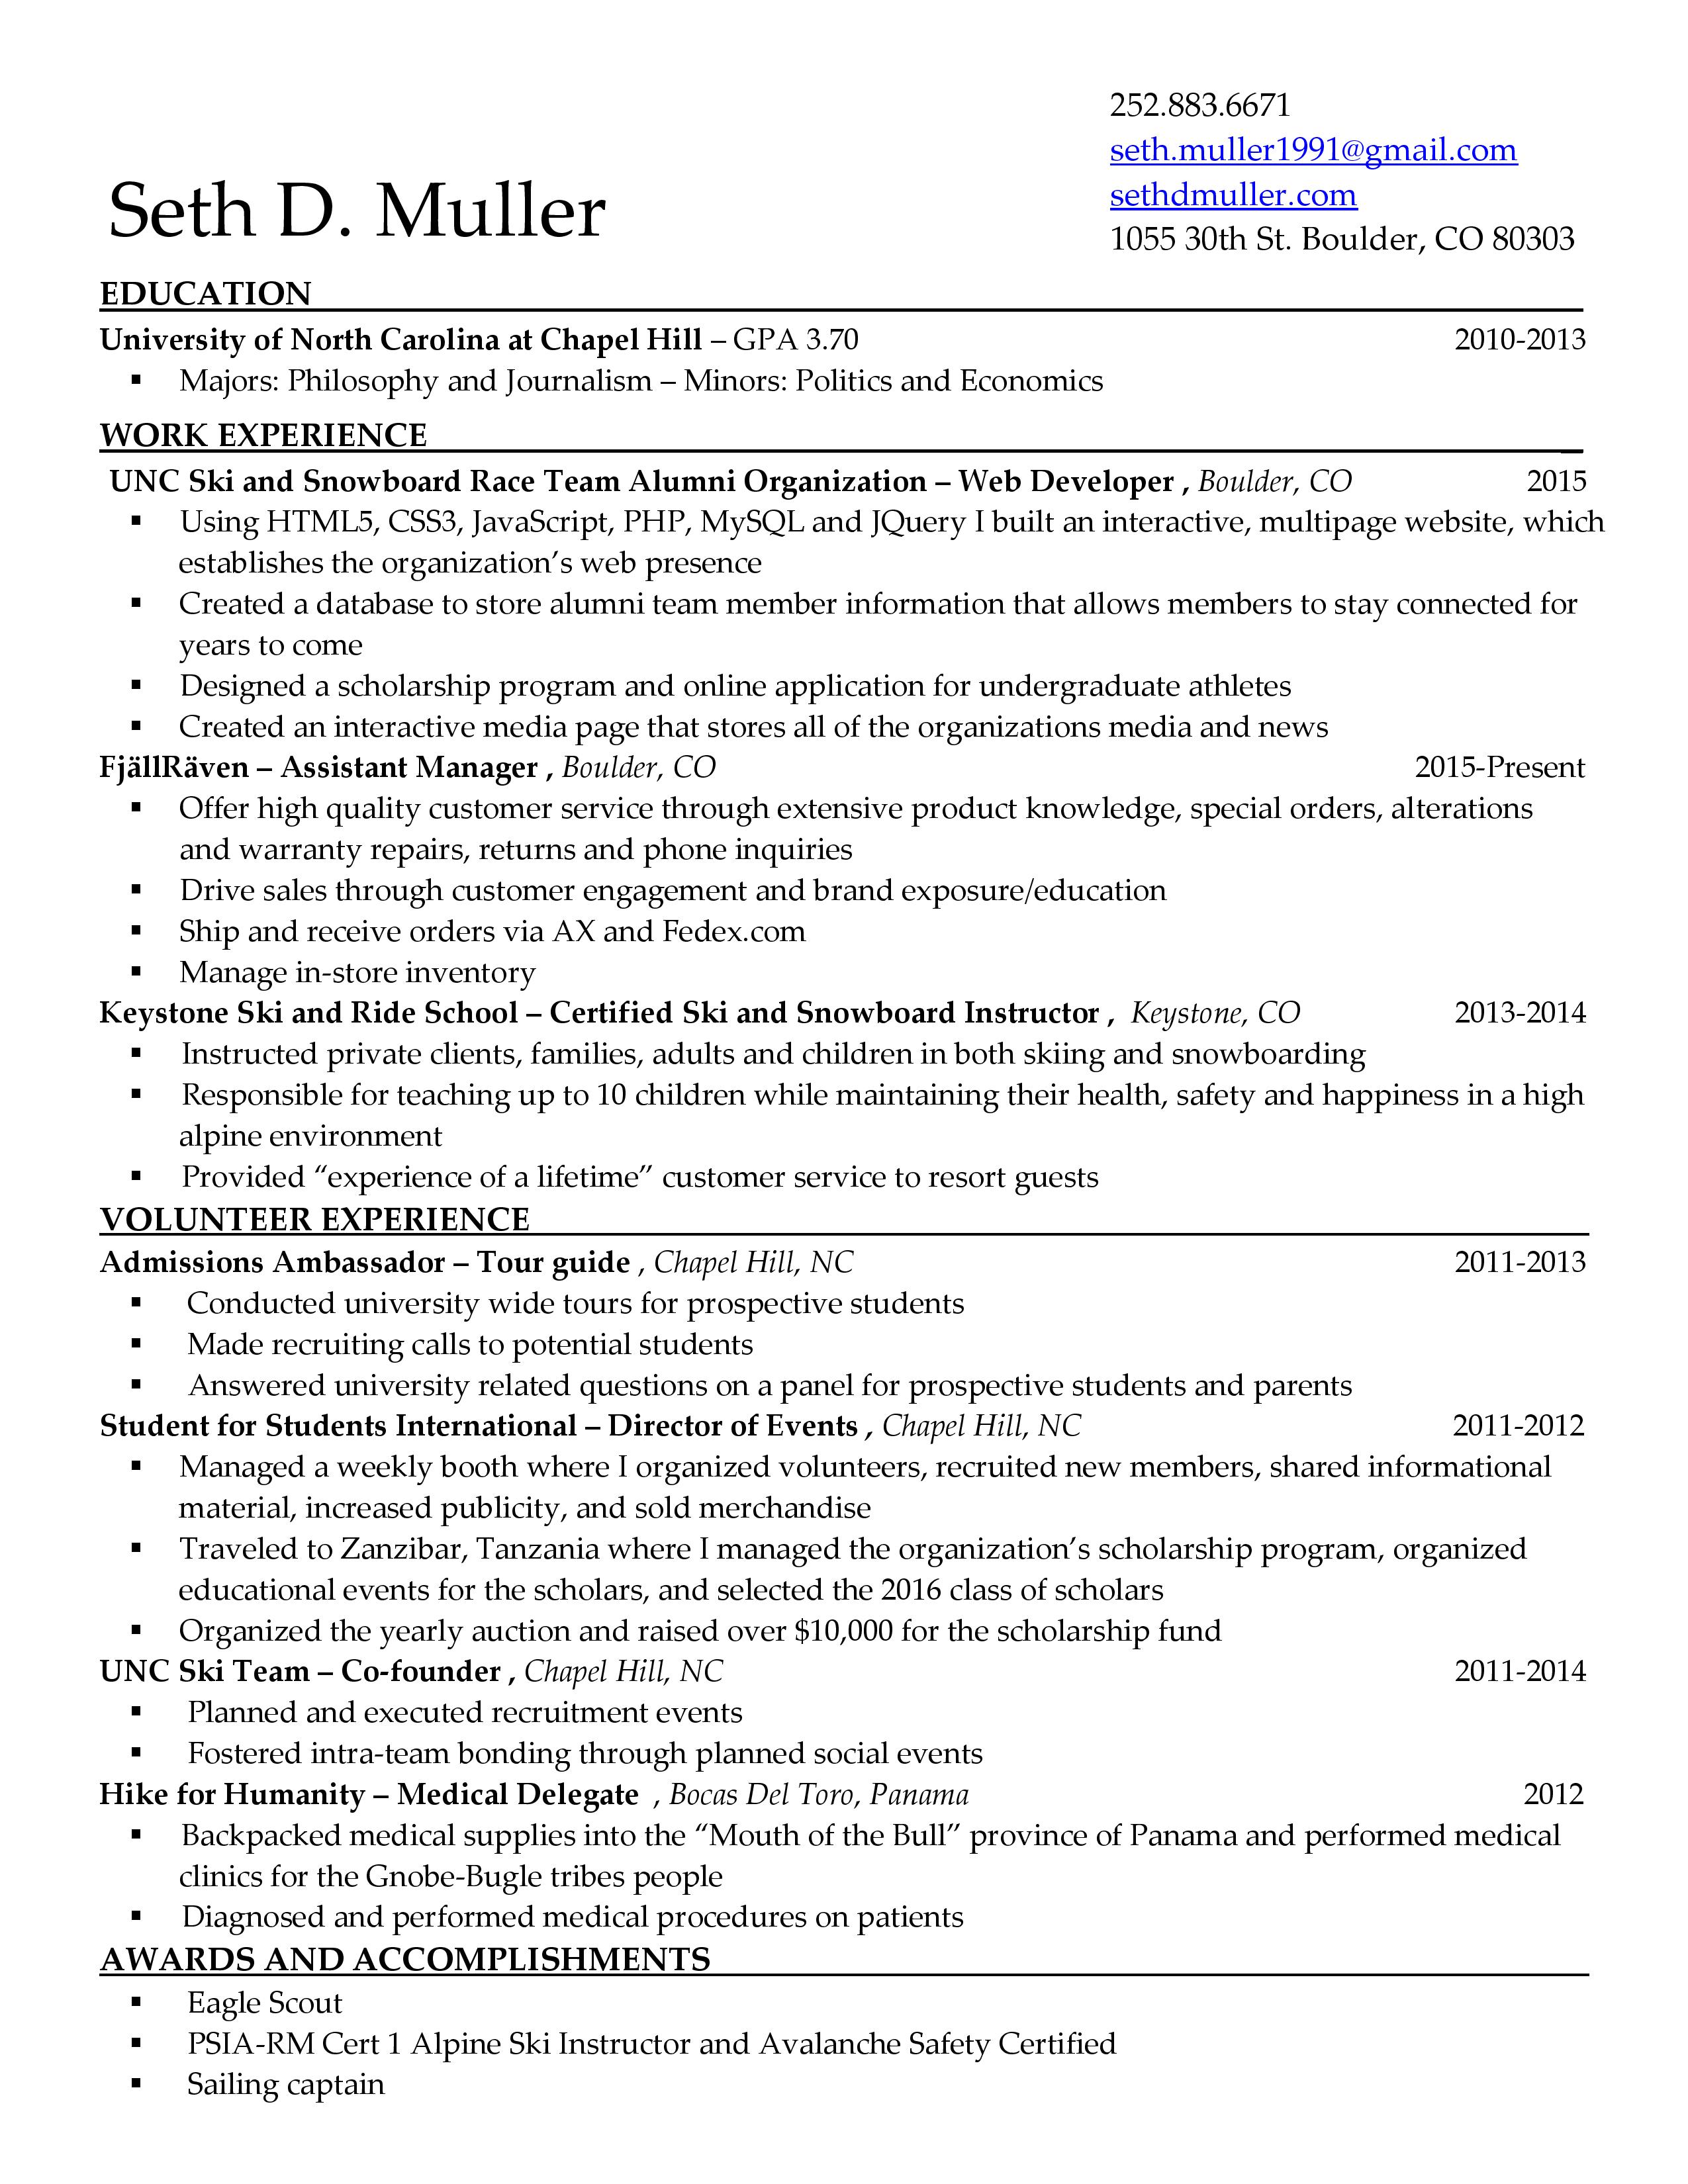 252.883.6671
seth.muller1991@gmail.com
sethdmuller.com
Seth D. Muller
1055 30th St. Boulder, CO 80303
EDUCATION
University of North Carolina at Chapel Hill – GPA 3.70 2010-2013
▪ Majors: Philosophy and Journalism – Minors: Politics and Economics
WORK EXPERIENCE
UNC Ski and Snowboard Race Team Alumni Organization – Web Developer , Boulder, CO 2015
▪ Using HTML5, CSS3, JavaScript, PHP, MySQL and JQuery I built an interactive, multipage website, which
establishes the organization’s web presence
▪ Created a database to store alumni team member information that allows members to stay connected for
years to come
▪ Designed a scholarship program and online application for undergraduate athletes
▪ Created an interactive media page that stores all of the organizations media and news
FjällRäven – Assistant Manager , Boulder, CO 2015-Present
▪ Offer high quality customer service through extensive product knowledge, special orders, alterations
and warranty repairs, returns and phone inquiries
▪ Drive sales through customer engagement and brand exposure/education
▪ Ship and receive orders via AX and Fedex.com
▪ Manage in-store inventory
Keystone Ski and Ride School – Certified Ski and Snowboard Instructor , Keystone, CO 2013-2014
▪ Instructed private clients, families, adults and children in both skiing and snowboarding
▪ Responsible for teaching up to 10 children while maintaining their health, safety and happiness in a high
alpine environment
▪ Provided “experience of a lifetime” customer service to resort guests
VOLUNTEER EXPERIENCE
Admissions Ambassador – Tour guide , Chapel Hill, NC 2011-2013
▪ Conducted university wide tours for prospective students
▪ Made recruiting calls to potential students
▪ Answered university related questions on a panel for prospective students and parents
Student for Students International – Director of Events , Chapel Hill, NC 2011-2012
▪ Managed a weekly booth where I organized volunteers, recruited new members, shared informational
material, increased publicity, and sold merchandise
▪ Traveled to Zanzibar, Tanzania where I managed the organization’s scholarship program, organized
educational events for the scholars, and selected the 2016 class of scholars
▪ Organized the yearly auction and raised over $10,000 for the scholarship fund
UNC Ski Team – Co-founder , Chapel Hill, NC 2011-2014
▪ Planned and executed recruitment events
▪ Fostered intra-team bonding through planned social events
Hike for Humanity – Medical Delegate , Bocas Del Toro, Panama 2012
▪ Backpacked medical supplies into the “Mouth of the Bull” province of Panama and performed medical
clinics for the Gnobe-Bugle tribes people
▪ Diagnosed and performed medical procedures on patients
AWARDS AND ACCOMPLISHMENTS
▪ Eagle Scout
▪ PSIA-RM Cert 1 Alpine Ski Instructor and Avalanche Safety Certified
▪ Sailing captain